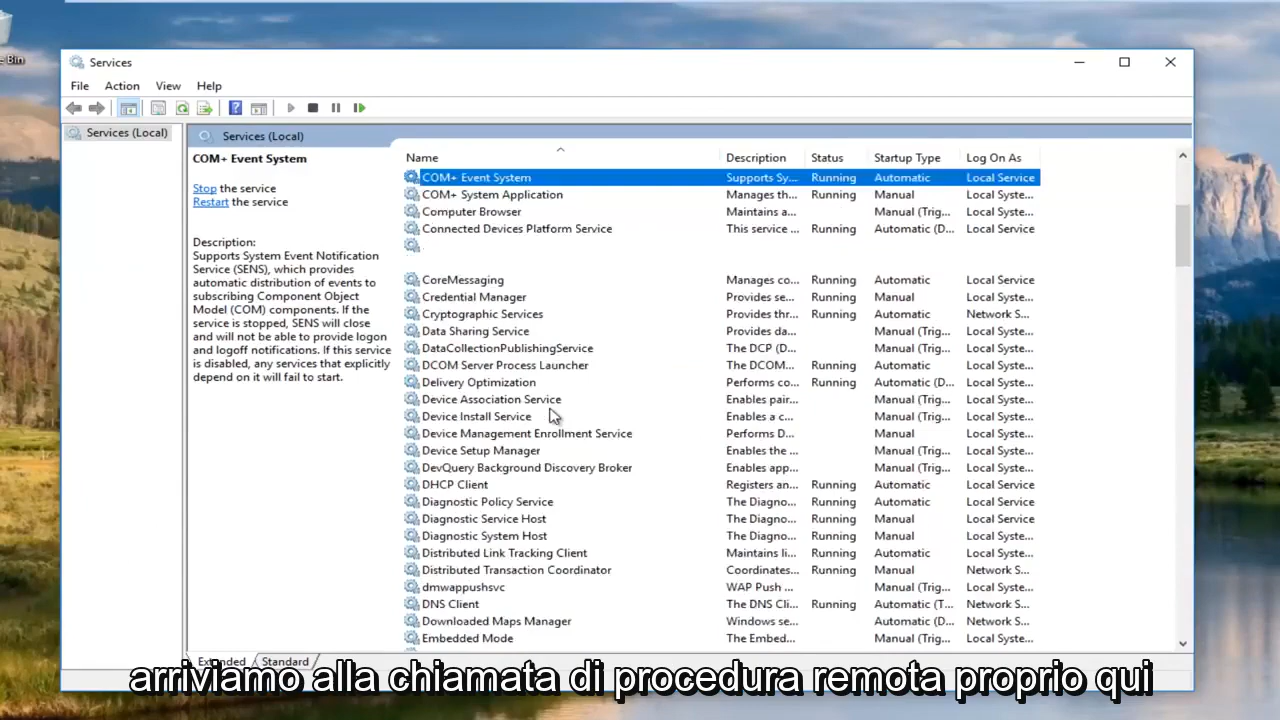 e Bin
Services
File Action View Help
Services (Local)
Services (Local)
COM+ Event System
Stop the service
Restart the service
Description:
Supports System Event Notification
Service (SENS), which provides
automatic distribution of events to
subscribing Component Object
Model (COM) components. If the
service is stopped, SENS will close
and will not be able to provide logon
and logoff notifications. If this service
is disabled, any services that explicitly
depend on it will fail to start.
Name Description Status Startup Type Log On As
COM+ Event System Supports Sy... Running Automatic Local Service
COM+ System Application Manages th... Running Manual Local Syste...
Computer Browser Maintains a... Manual (Trig... Local Syste...
Connected Devices Platform Service This service ... Running Automatic (D... Local Service
CoreMessaging Manages co... Running Automatic Local Service
Credential Manager Provides se... Running Manual Local Syste...
Cryptographic Services Provides thr... Running Automatic Network S...
Data Sharing Service Provides da... Manual (Trig... Local Syste...
DataCollectionPublishingService The DCP (D... Manual (Trig... Local Syste...
DCOM Server Process Launcher The DCOM... Running Automatic Local Syste...
Delivery Optimization Performs co... Running Automatic (D... Local Syste...
Device Association Service Enables pair... Manual (Trig... Local Syste...
Device Install Service Enables a c... Manual (Trig... Local Syste...
Device Management Enrollment Service Performs D... Manual Local Syste...
Device Setup Manager Enables the ... Manual (Trig... Local Syste...
DevQuery Background Discovery Broker Enables app... Manual (Trig... Local Syste...
DHCP Client Registers an... Running Automatic Local Service
Diagnostic Policy Service The Diagno... Running Automatic Local Service
Diagnostic Service Host The Diagno... Running Manual Local Service
Diagnostic System Host The Diagno... Running Manual Local Syste...
Distributed Link Tracking Client Maintains li... Running Automatic Local Syste...
Distributed Transaction Coordinator Coordinates... Running Manual Network S...
dmwappushsvc WAP Push ... Manual (Trig... Local Syste...
DNS Client The DNS Cli... Running Automatic (T... Network S...
Downloaded Maps Manager Windows se... Automatic (D... Network S...
Embedded Mode The Embed... Manual (Trig... Local Syste...
Extended Standard
arriviamo alla chiamata di procedura remota proprio qui